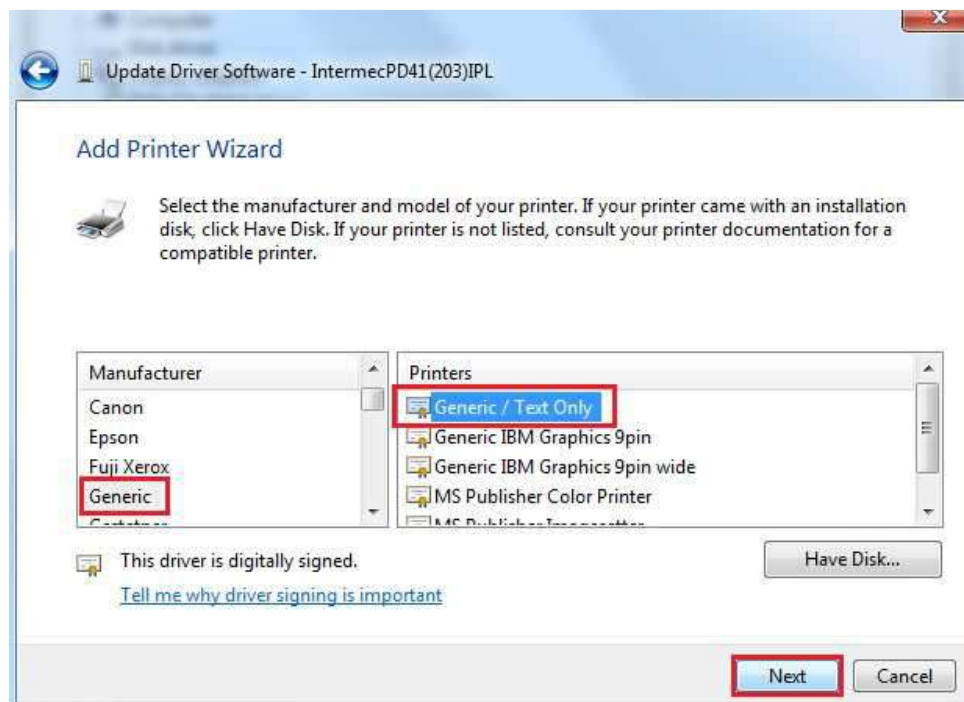 Update Driver Software - IntermecPD41(203)IPL
Add Printer Wizard
Select the manufacturer and model of your printer. If your printer came with an installation
disk, click Have Disk. If your printer is not listed, consult your printer documentation for a
compatible printer.
Manufacturer
Canon
Epson
Fuji Xerox
Generic
Printers
Generic / Text Only
Generic IBM Graphics 9pin
Generic IBM Graphics 9pin wide
MS Publisher Color Printer
MS Publisher Imagesetter
This driver is digitally signed.
Have Disk...
Tell me why driver signing is important
Next
Cancel